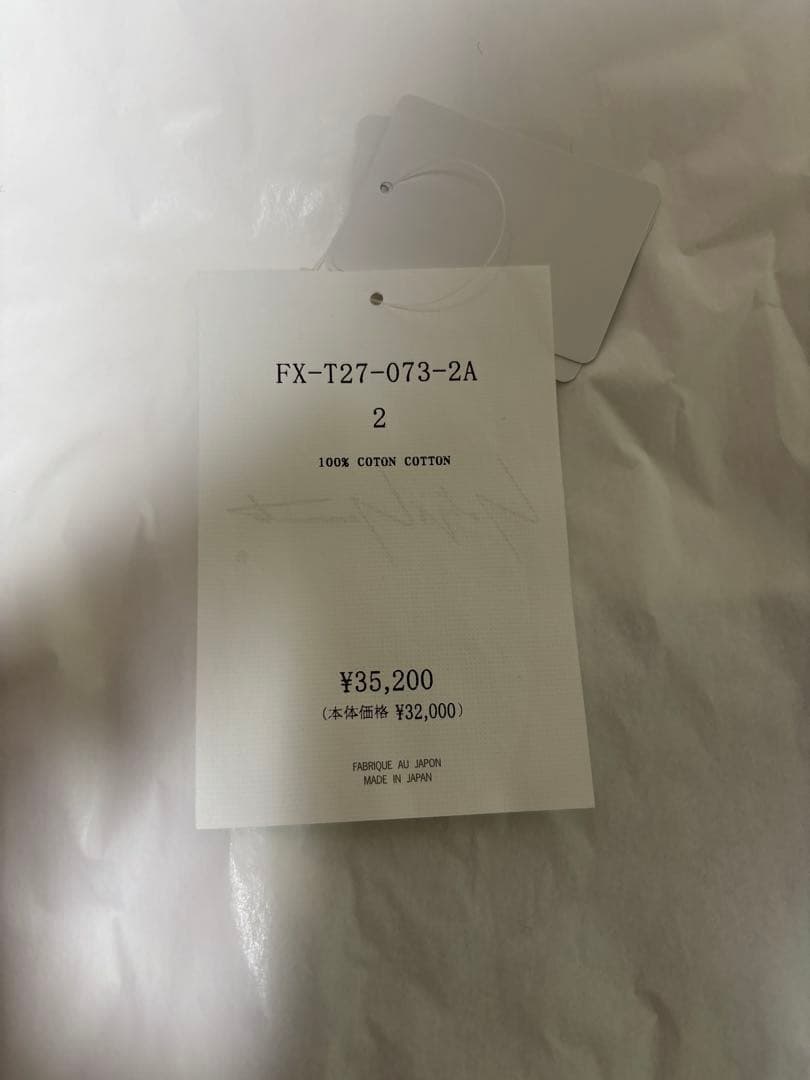 FX-T27-073-2A
2
100% COTON COTTON
¥35,200
(本体価格 ¥32,000)
FABRIQUE AU JAPON
MADE IN JAPAN